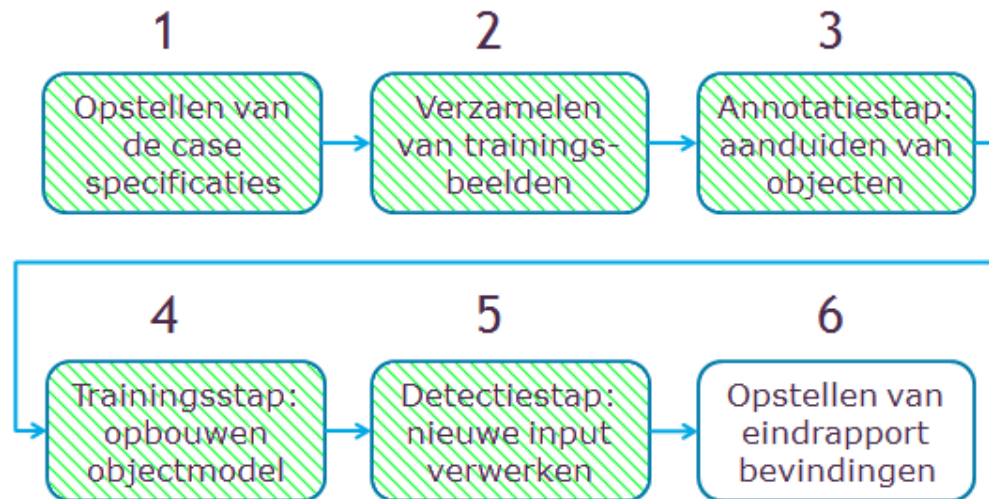 1
Opstellen van
de case
specificaties
2
Verzamelen
van trainings-
beelden
3
Annotatiestap:
aanduiden van
objecten
4
Trainingsstap:
opbouwen
objectmodel
5
Detectiestap:
nieuwe input
verwerken
6
Opstellen van
eindrapport
bevindingen